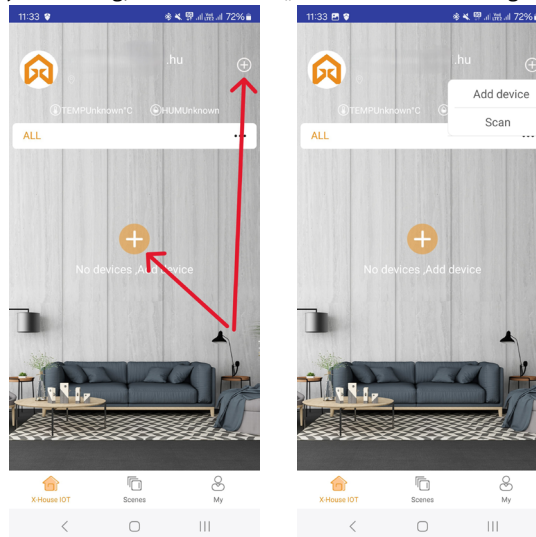 11:33
72%
.hu
TEMPUnknown°C HUMUnknown
ALL
No devices ,Add device
X-House IOT Scenes My
11:33
72%
.hu
Add device
Scan
TEMPUnknown°C HUMUnknown
ALL
No devices ,Add device
X-House IOT Scenes My